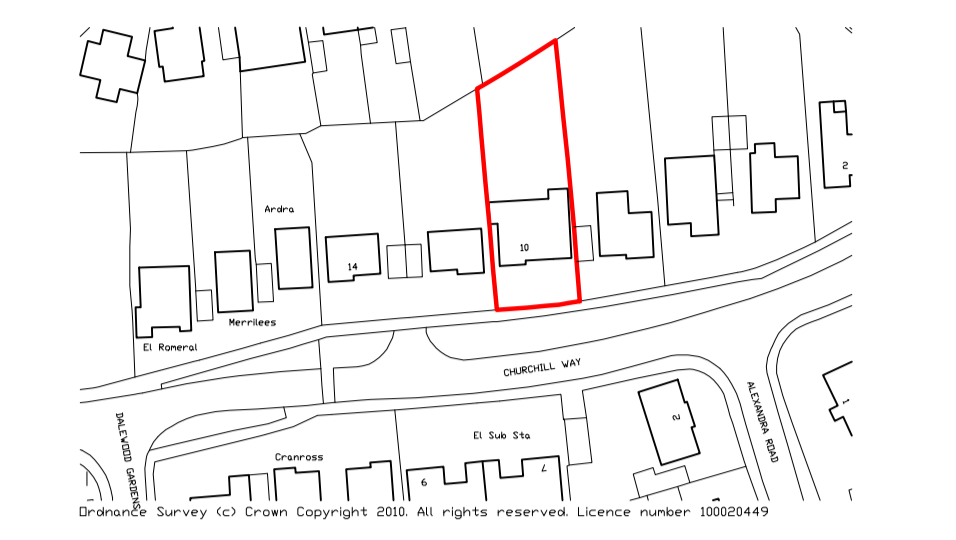 2
Ardra
10
14
Merrilees
El Romeral
CHURCHILL WAY
ALEXANDRA ROAD
1
2
DALEWOOD GARDENS
El Sub Sta
Cranross
7
9
Ordnance Survey (c) Crown Copyright 2010. All rights reserved. Licence number 100020449